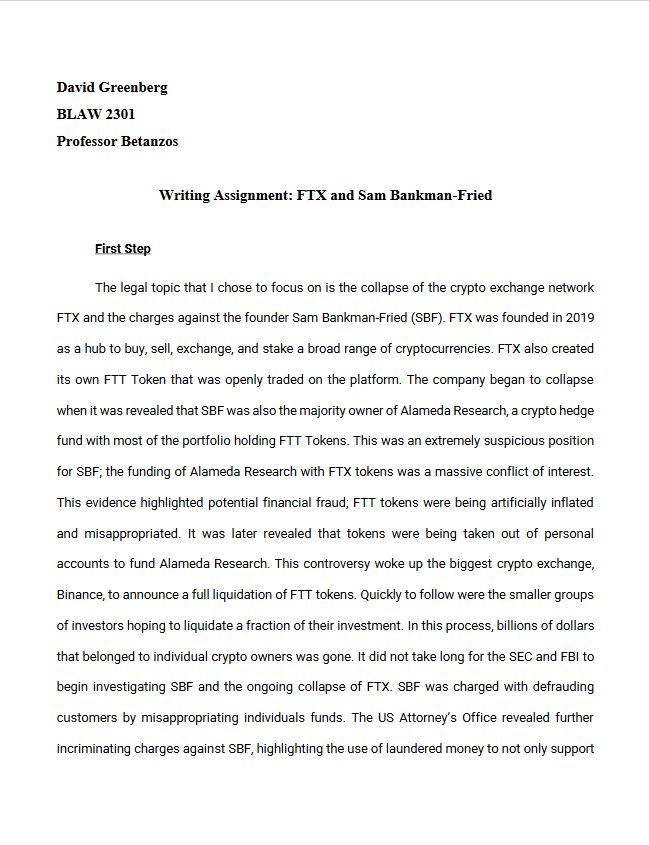 David Greenberg
BLAW 2301
Professor Betanzos
Writing Assignment: FTX and Sam Bankman-Fried
First Step
The legal topic that I chose to focus on is the collapse of the crypto exchange network
FTX and the charges against the founder Sam Bankman-Fried (SBF). FTX was founded in 2019
as a hub to buy, sell, exchange, and stake a broad range of cryptocurrencies. FTX also created
its own FTT Token that was openly traded on the platform. The company began to collapse
when it was revealed that SBF was also the majority owner of Alameda Research, a crypto hedge
fund with most of the portfolio holding FTT Tokens. This was an extremely suspicious position
for SBF; the funding of Alameda Research with FTX tokens was a massive conflict of interest.
This evidence highlighted potential financial fraud; FTT tokens were being artificially inflated
and misappropriated. It was later revealed that tokens were being taken out of personal
accounts to fund Alameda Research. This controversy woke up the biggest crypto exchange,
Binance, to announce a full liquidation of FTT tokens. Quickly to follow were the smaller groups
of investors hoping to liquidate a fraction of their investment. In this process, billions of dollars
that belonged to individual crypto owners was gone. It did not take long for the SEC and FBI to
begin investigating SBF and the ongoing collapse of FTX. SBF was charged with defrauding
customers by misappropriating individuals funds. The US Attorney's Office revealed further
incriminating charges against SBF, highlighting the use of laundered money to not only support